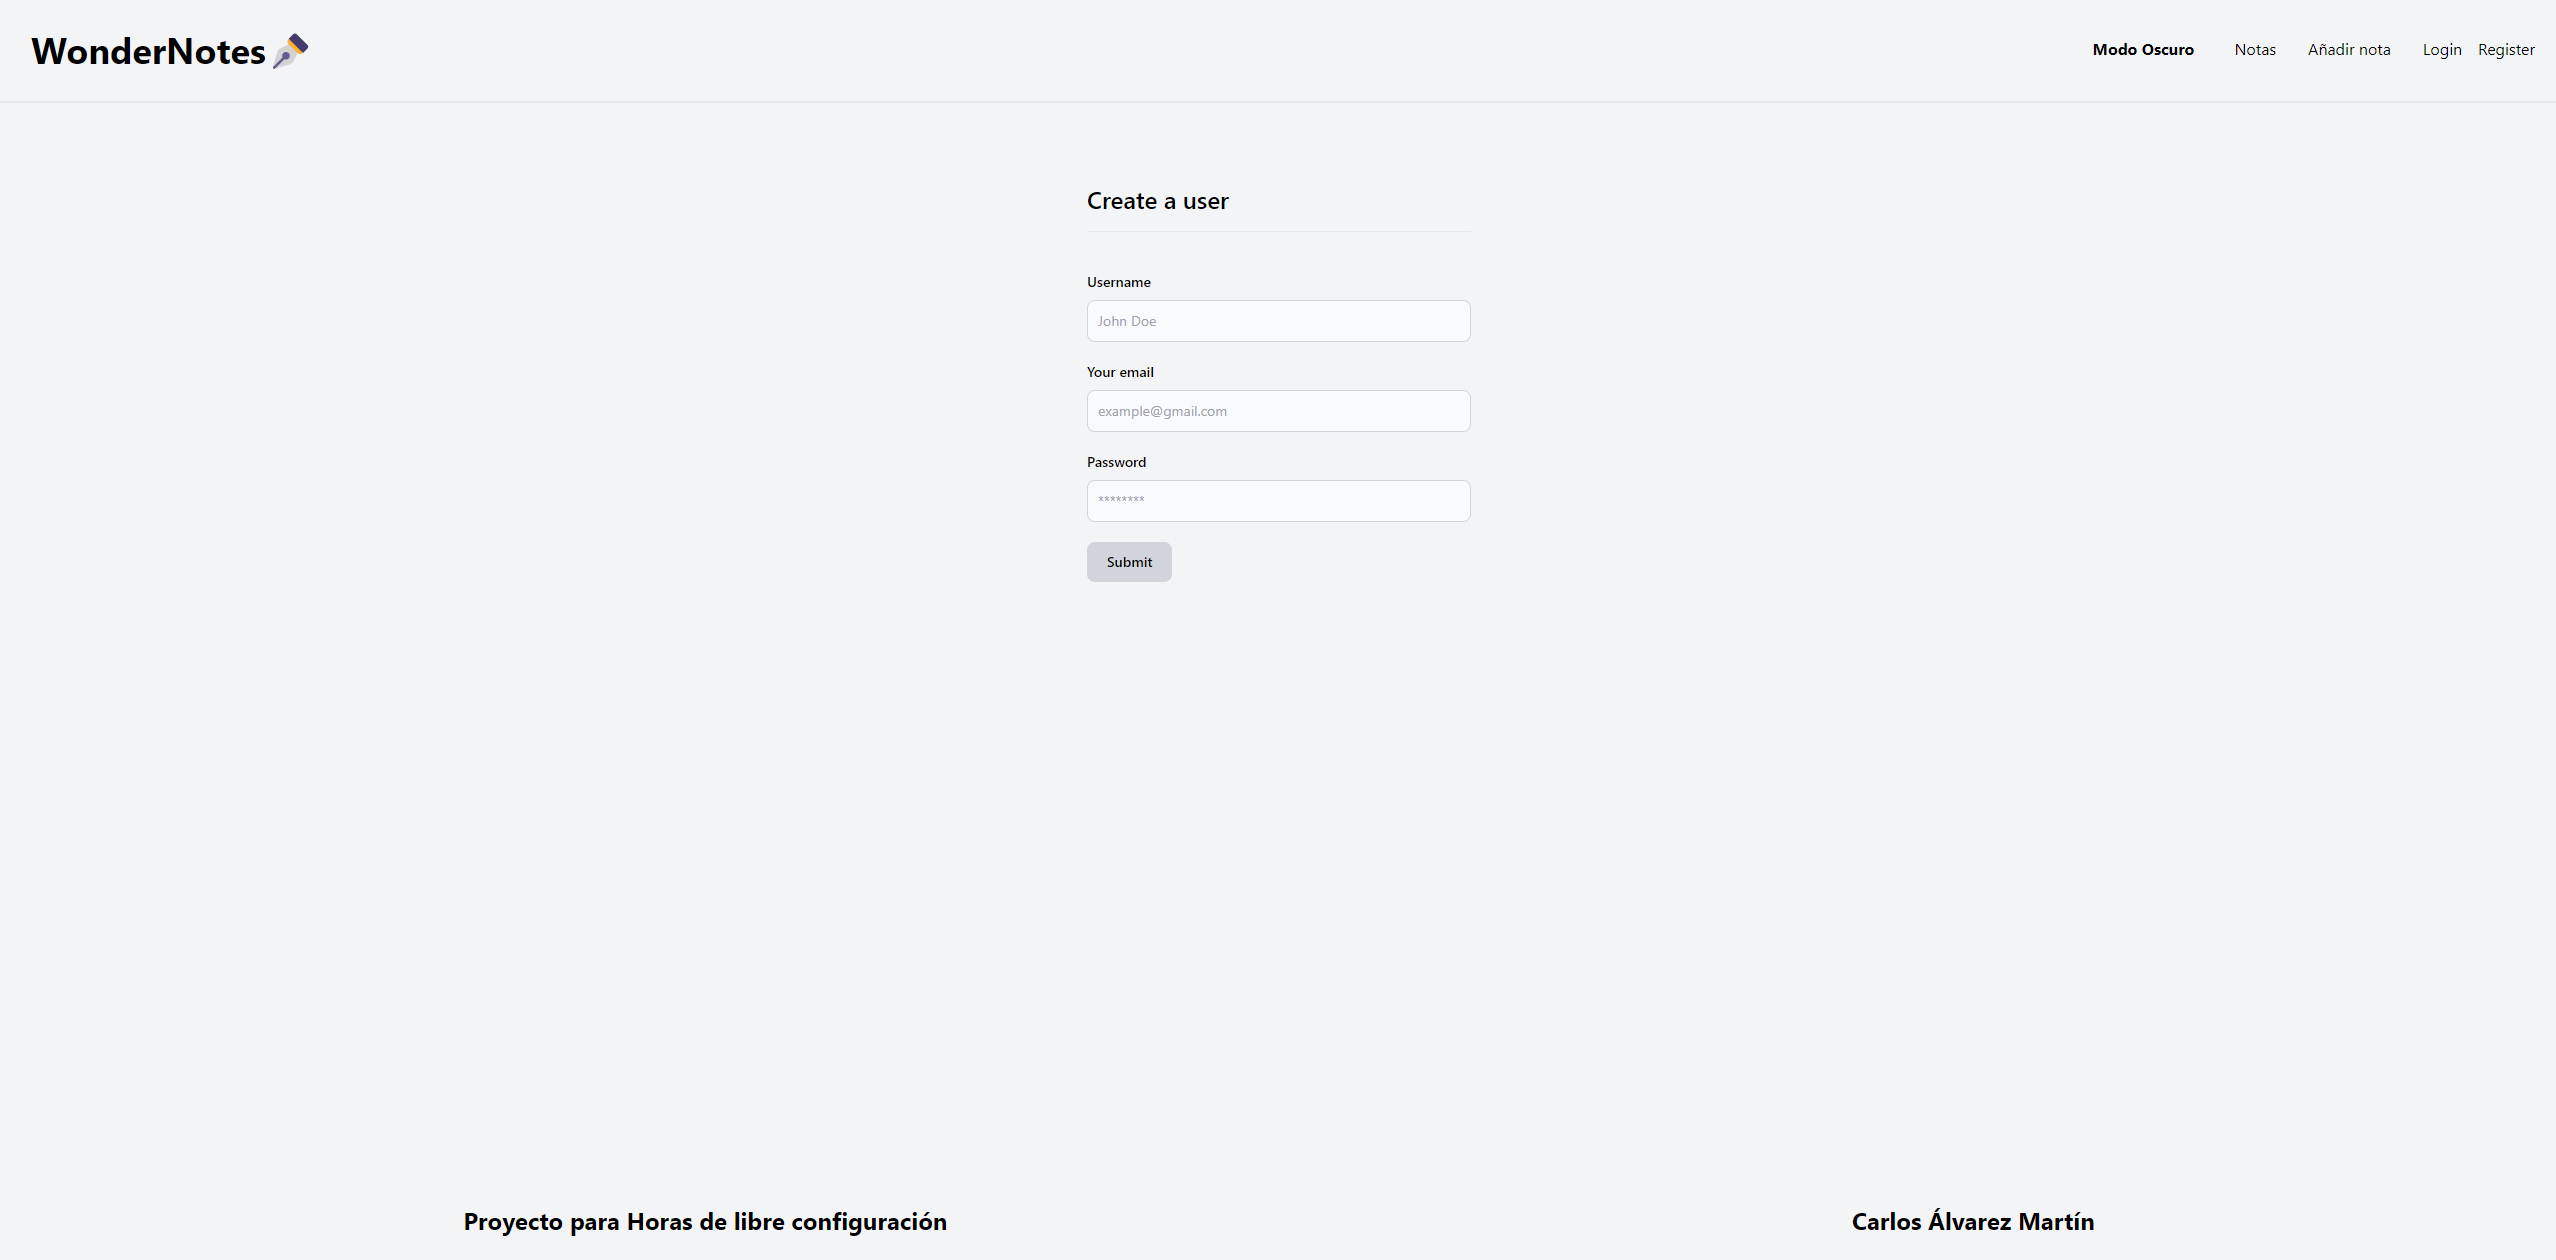 WonderNotes
Modo Oscuro Notas Añadir nota Login Register
Create a user
Username
John Doe
Your email
example@gmail.com
Password
********
Submit
Proyecto para Horas de libre configuración Carlos Álvarez Martín